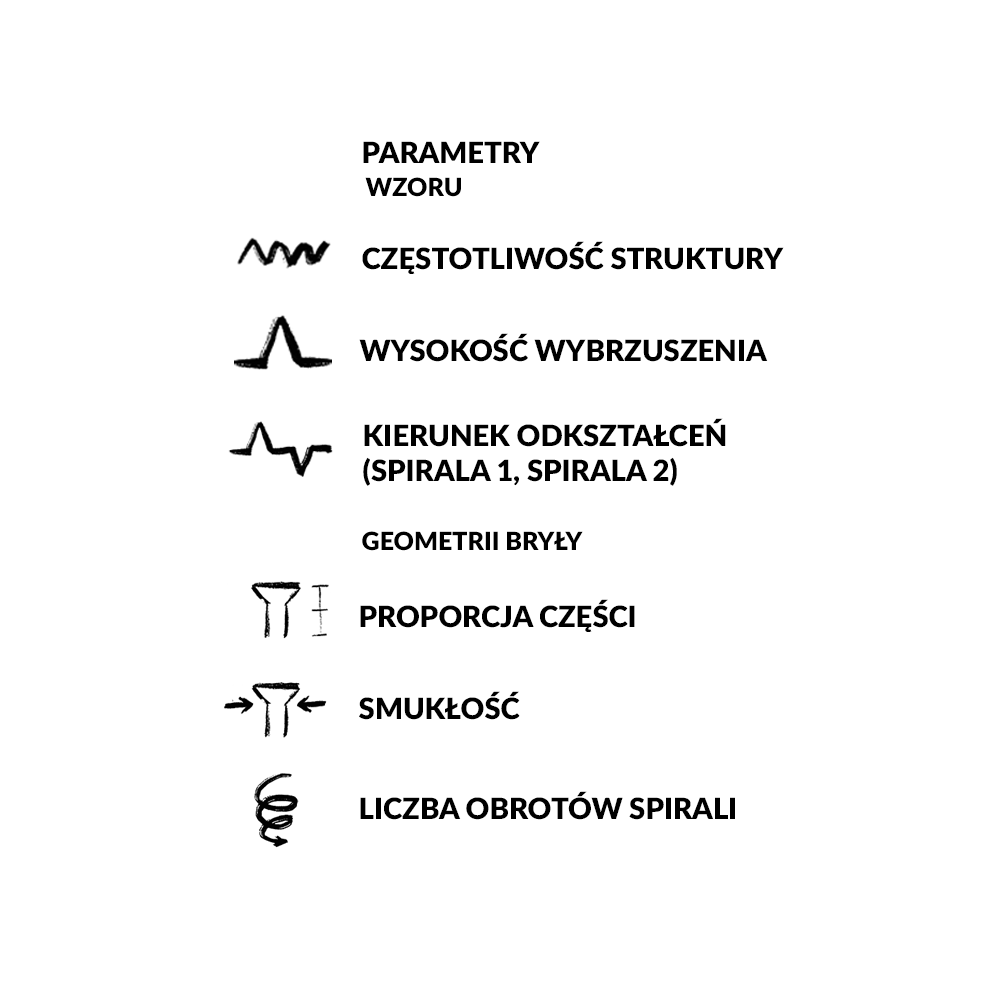 PARAMETRY
WZORU
CZĘSTOTLIWOŚĆ STRUKTURY
WYSOKOŚĆ WYBRZUSZENIA
KIERUNEK ODKSZTAŁCEŃ
(SPIRALA 1, SPIRALA 2)
GEOMETRII BRYŁY
PROPORCJA CZĘŚCI
SMUKŁOŚĆ
LICZBA OBROTÓW SPIRALI